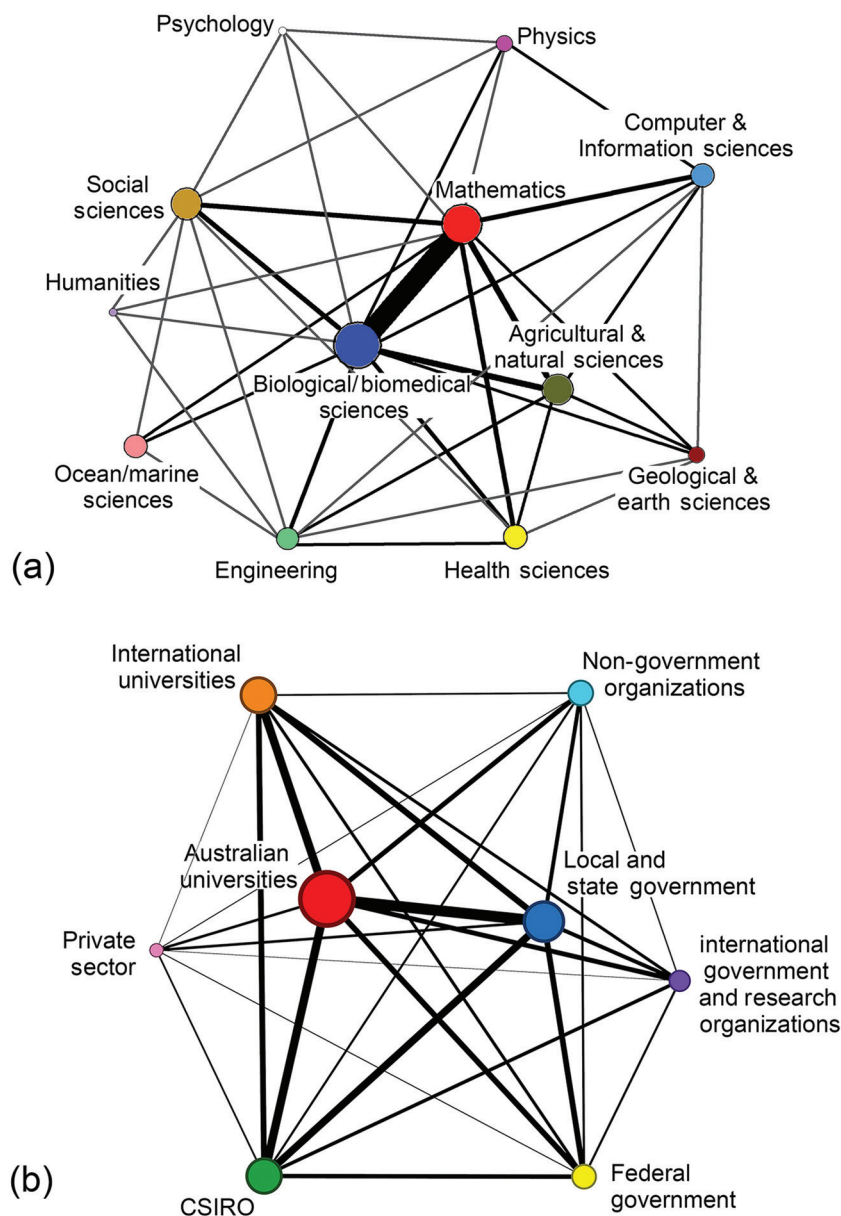 Psychology
Physics
Computer &
Information sciences
Social
sciences
Mathematics
Humanities
Agricultural &
natural sciences
Biological/biomedical
sciences
Ocean/marine
sciences
Geological &
earth sciences
(a)
Engineering
Health sciences
International
universities
Non-government
organizations
Australian
universities
Local and
state government
Private
sector
international
government
and research
organizations
(b)
CSIRO
Federal
government